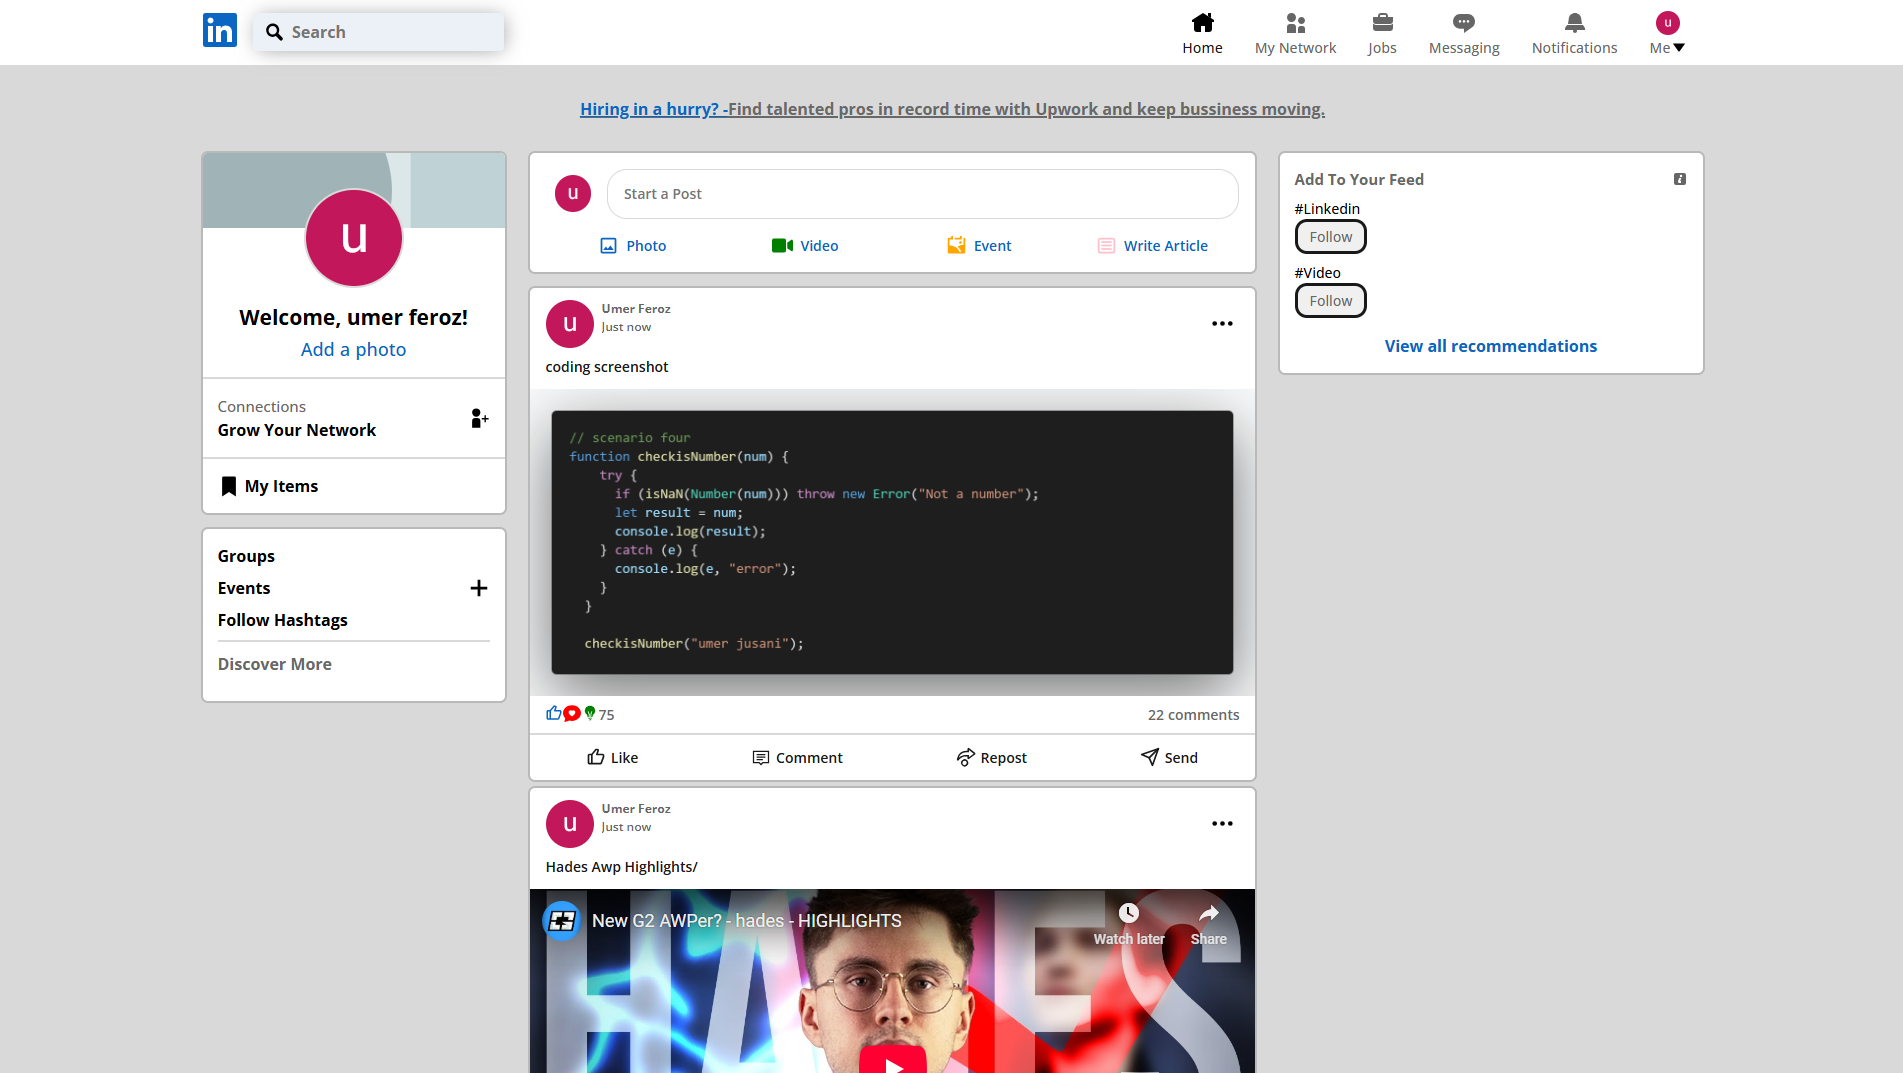 in
Search
Home
My Network
Jobs
Messaging
Notifications
u
Me
Hiring in a hurry? -Find talented pros in record time with Upwork and keep bussiness moving.
u
Welcome, umer feroz!
Add a photo
Connections
Grow Your Network
My Items
Groups
Events
Follow Hashtags
Discover More
u
Start a Post
Photo
Video
Event
Write Article
u
Umer Feroz
Just now
coding screenshot
// scenario four
function checkisNumber(num) {
try {
if (isNaN(Number(num))) throw new Error("Not a number");
let result = num;
console.log(result);
} catch (e) {
console.log(e, "error");
}
}
checkisNumber("umer jusani");
75
22 comments
Like
Comment
Repost
Send
u
Umer Feroz
Just now
Hades Awp Highlights/
New G2 AWPer? - hades - HIGHLIGHTS
Watch later
Share
HADES
Add To Your Feed
#Linkedin
Follow
#Video
Follow
View all recommendations